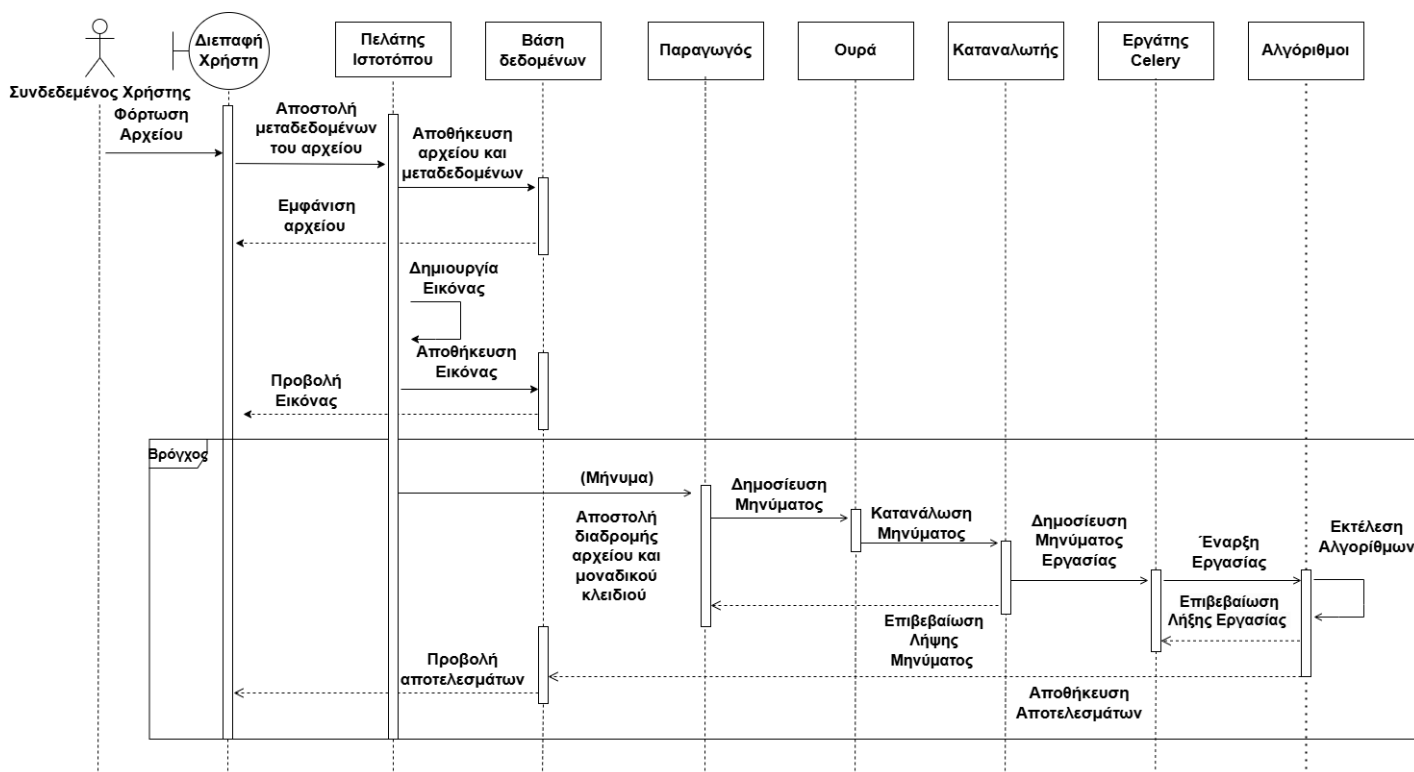 Διεπαφή
Χρήστη
Πελάτης
Ιστοτόπου
Βάση
δεδομένων
Παραγωγός
Ουρά
Καταναλωτής
Εργάτης
Celery
Αλγόριθμοι
Συνδεδεμένος Χρήστης
Φόρτωση
Αρχείου
Αποστολή
μεταδεδομένων
του αρχείου
Αποθήκευση
αρχείου και
μεταδεδομένων
Εμφάνιση
αρχείου
Δημιουργία
Εικόνας
Αποθήκευση
Εικόνας
Προβολή
Εικόνας
Βρόγχος
(Μήνυμα)
Αποστολή
διαδρομής
αρχείου και
μοναδικού
κλειδιού
Δημοσίευση
Μηνύματος
Κατανάλωση
Μηνύματος
Δημοσίευση
Μηνύματος
Εργασίας
Έναρξη
Εργασίας
Εκτέλεση
Αλγορίθμων
Επιβεβαίωση
Λήξης Εργασίας
Επιβεβαίωση
Λήψης
Μηνύματος
Προβολή
αποτελεσμάτων
Αποθήκευση
Αποτελεσμάτων